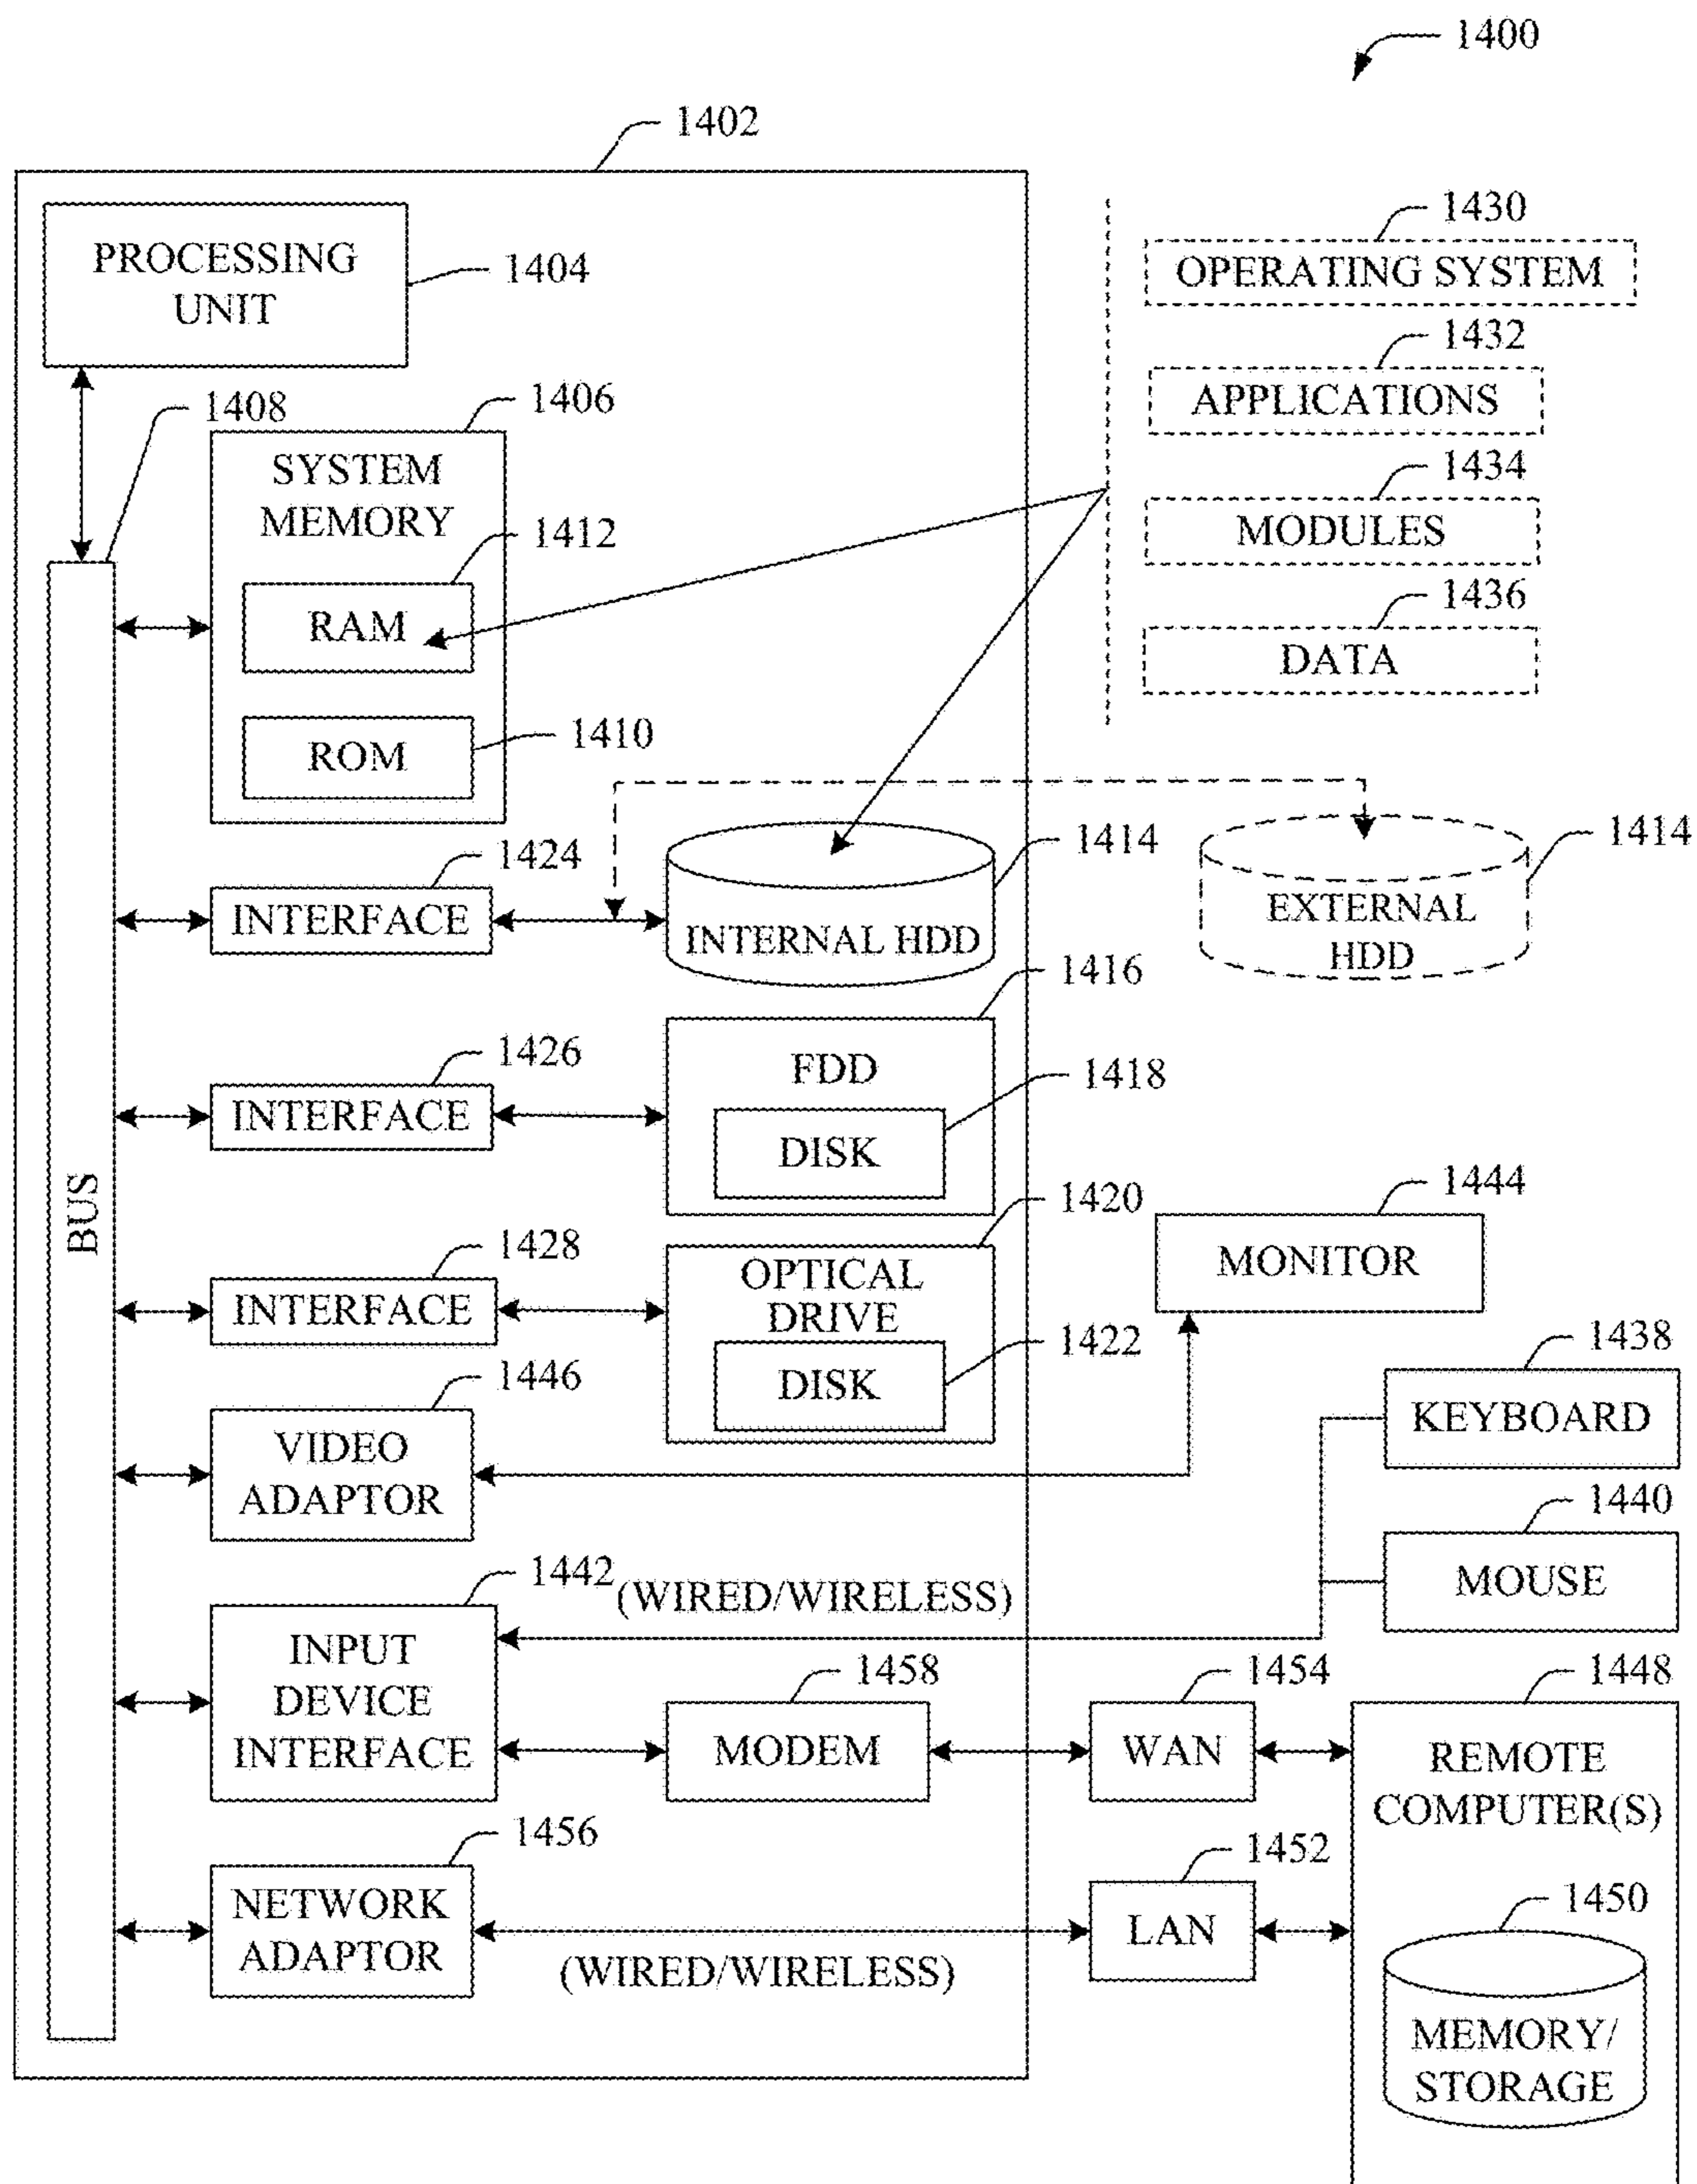 1400
1402
PROCESSING
UNIT
1404
1430
OPERATING SYSTEM
1432
APPLICATIONS
1408
1406
SYSTEM
MEMORY
1434
MODULES
1412
RAM
1436
DATA
1410
ROM
1424
INTERFACE
1414
INTERNAL HDD
1414
EXTERNAL
HDD
1416
FDD
1426
INTERFACE
1418
DISK
BUS
1420
OPTICAL
DRIVE
1428
INTERFACE
1422
DISK
1444
MONITOR
1446
VIDEO
ADAPTOR
1438
KEYBOARD
1440
MOUSE
1442
(WIRED/WIRELESS)
INPUT
DEVICE
INTERFACE
1458
MODEM
1454
WAN
1448
REMOTE
COMPUTER(S)
1456
NETWORK
ADAPTOR
(WIRED/WIRELESS)
1452
LAN
1450
MEMORY/
STORAGE